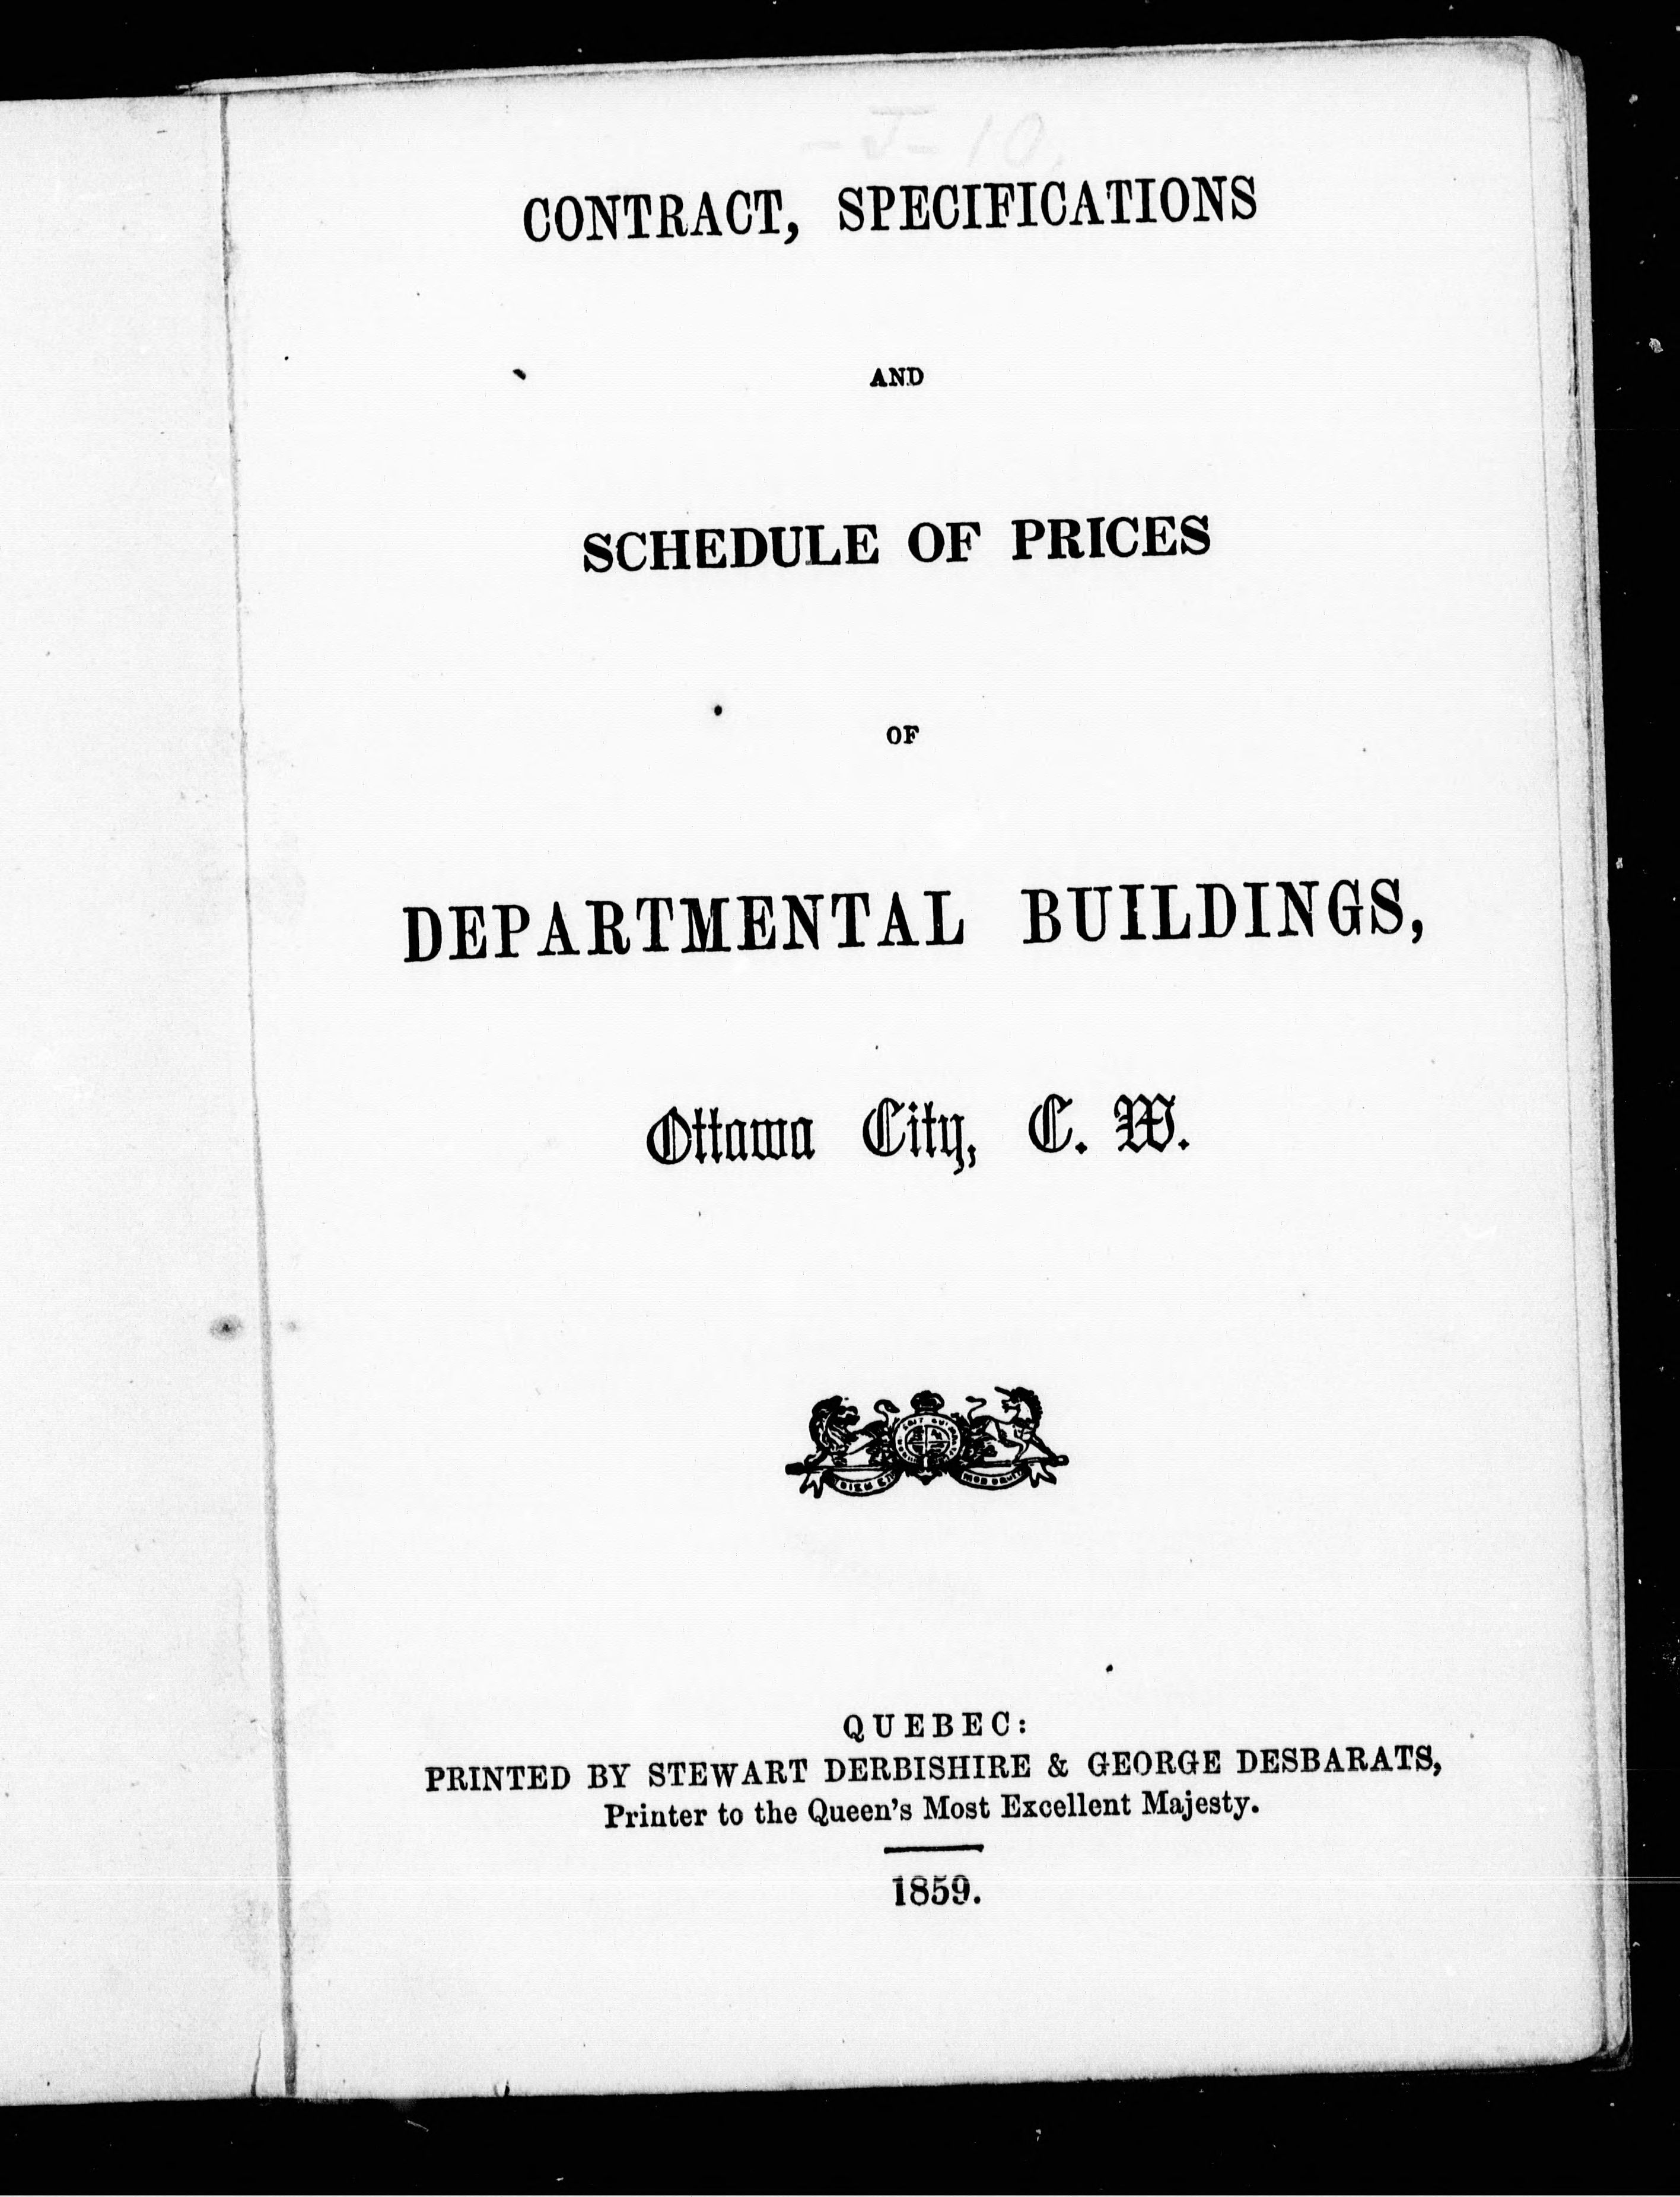 -J-10.
CONTRACT, SPECIFICATIONS
AND
SCHEDULE OF PRICES
OF
DEPARTMENTAL BUILDINGS,
Ottawa City, C. W.
QUEBEC:
PRINTED BY STEWART DERBISHIRE & GEORGE DESBARATS,
Printer to the Queen's Most Excellent Majesty.
1859.